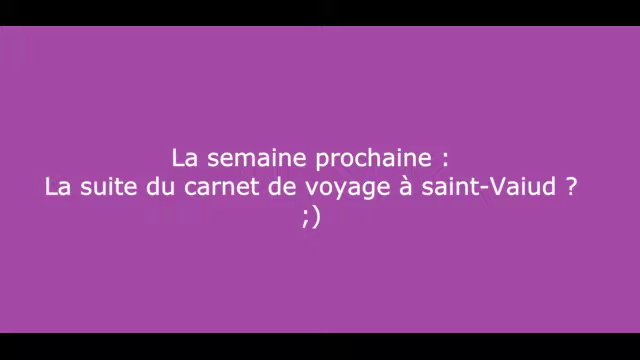 La semaine prochaine :
La suite du carnet de voyage à saint-Vaiud ?
;)